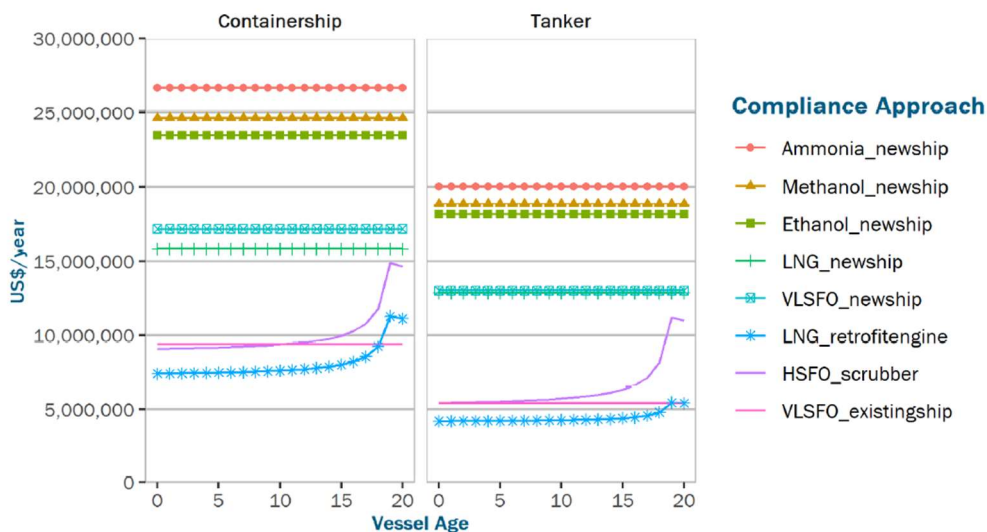 Containership
Tanker
30,000,000
25,000,000
20,000,000
15,000,000
10,000,000
5,000,000
0
US$/year
0 5 10 15 20
0 5 10 15 20
Vessel Age
Compliance Approach
Ammonia_newship
Methanol_newship
Ethanol_newship
LNG_newship
VLSFO_newship
LNG_retrofitengine
HSFO_scrubber
VLSFO_existingship